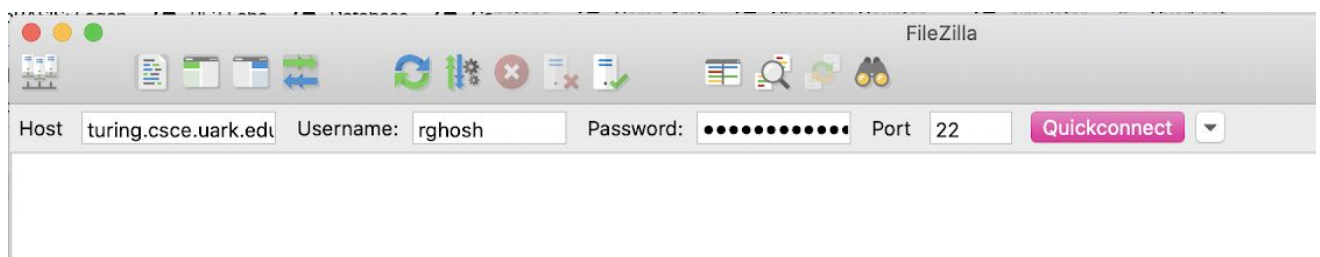 FileZilla
Host turing.csce.uark.edu Username: rghosh Password: ●●●●●●●●●●●●● Port 22 Quickconnect